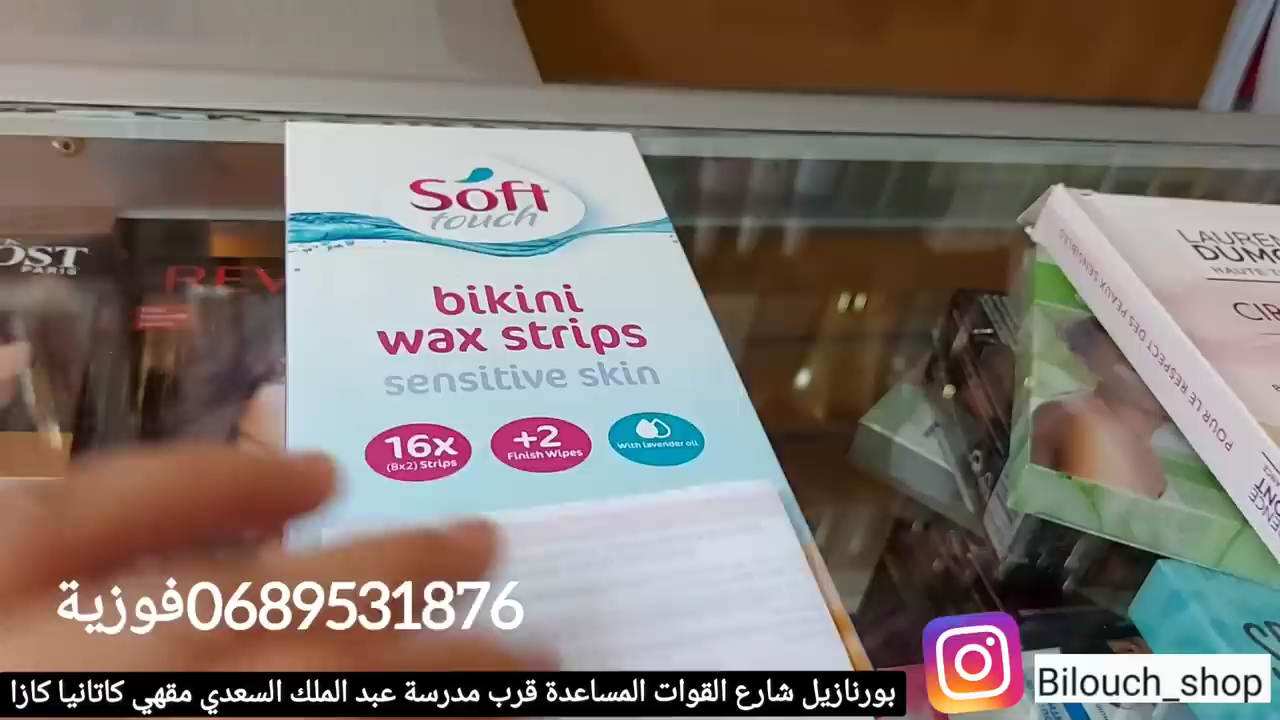 Soft
touch
bikini
wax strips
sensitive skin
16x
(8x2) Strips
+2
Finish Wipes
With lavender oil
ÔST
PARIS
REV
LAUREN
DUMO
HAUTE
CIR
POUR LE RESPECT DES PEAUX SENSIBLES
0689531876فوزية
بورنازيل شارع القوات المساعدة قرب مدرسة عبد الملك السعدي مقهي كاتانيا كازا
Bilouch_shop